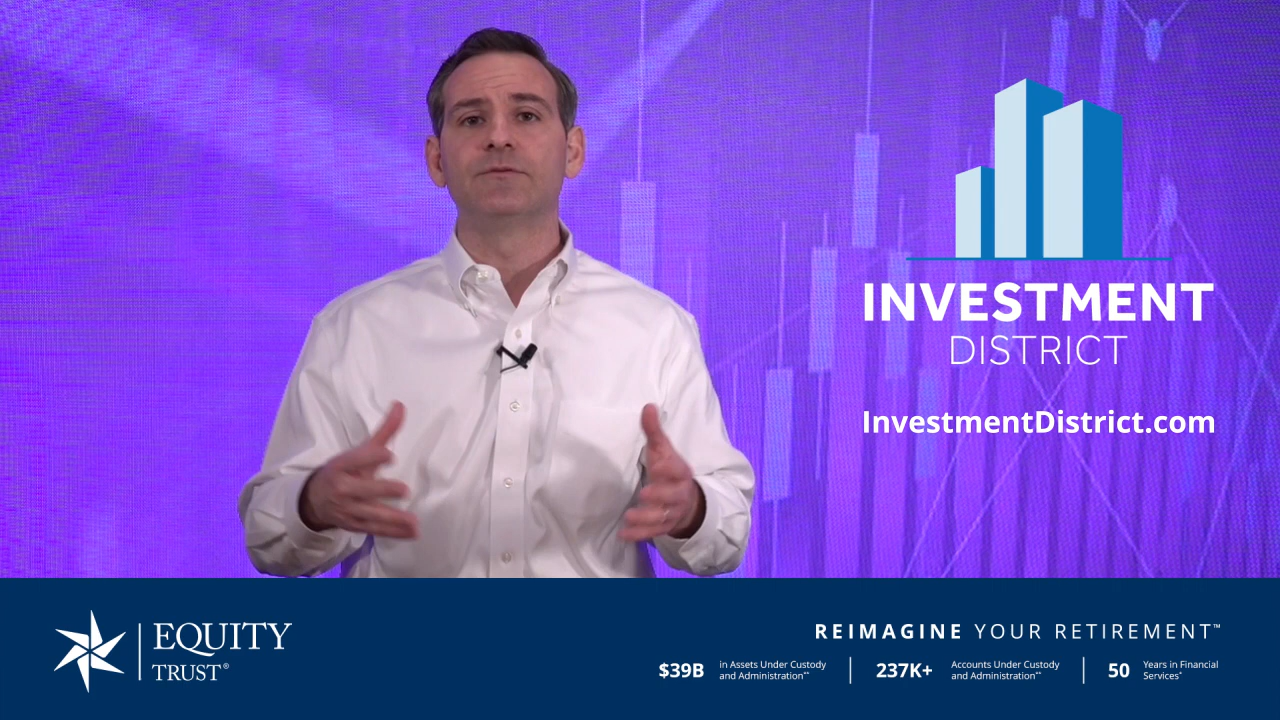 INVESTMENT
DISTRICT
InvestmentDistrict.com
EQUITY
TRUST®
REIMAGINE YOUR RETIREMENT™
$39B in Assets Under Custody
and Administration**
237K+ Accounts Under Custody
and Administration**
50 Years in Financial
Services*